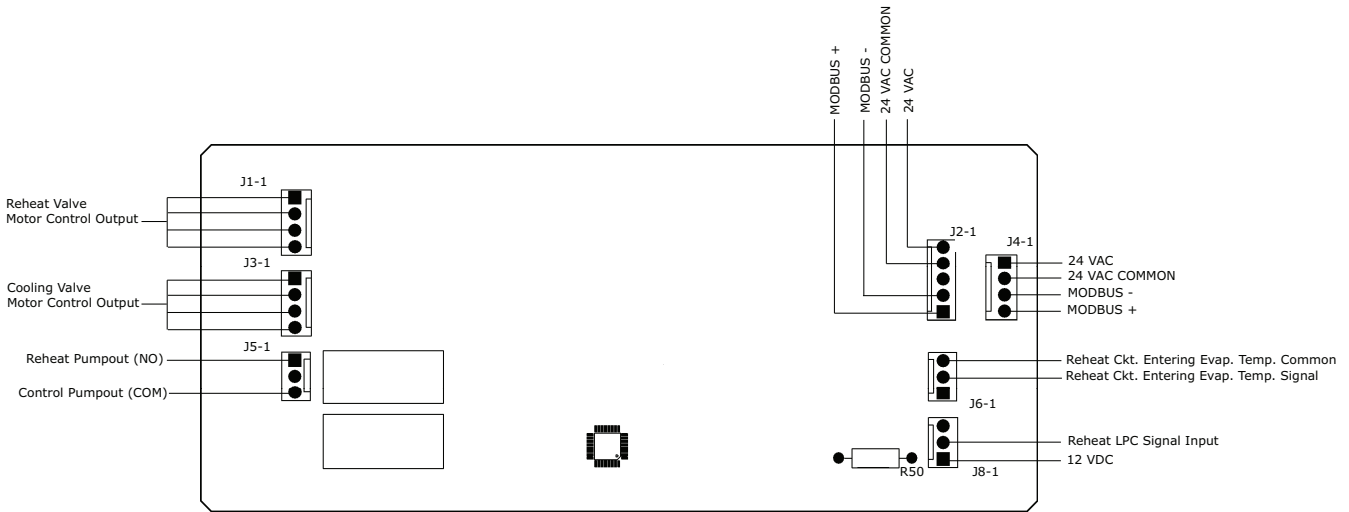 MODBUS +
MODBUS -
24 VAC COMMON
24 VAC
J1-1
Reheat Valve
Motor Control Output
J3-1
Cooling Valve
Motor Control Output
J5-1
Reheat Pumpout (NO)
Control Pumpout (COM)
J2-1
J4-1
24 VAC
24 VAC COMMON
MODBUS -
MODBUS +
Reheat Ckt. Entering Evap. Temp. Common
Reheat Ckt. Entering Evap. Temp. Signal
J6-1
Reheat LPC Signal Input
12 VDC
R50
J8-1